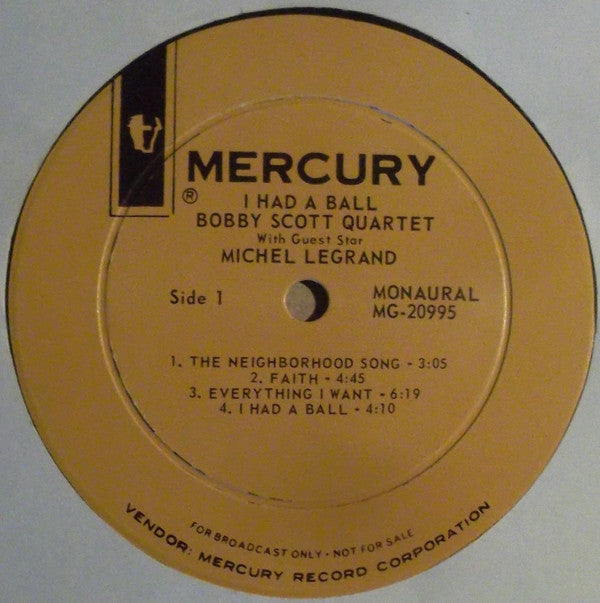 MERCURY
®
I HAD A BALL
BOBBY SCOTT QUARTET
With Guest Star
MICHEL LEGRAND
Side 1
MONAURAL
MG-20995
1. THE NEIGHBORHOOD SONG - 3:05
2. FAITH - 4:45
3. EVERYTHING I WANT - 6:19
4. I HAD A BALL - 4:10
FOR BROADCAST ONLY - NOT FOR SALE
VENDOR: MERCURY RECORD CORPORATION